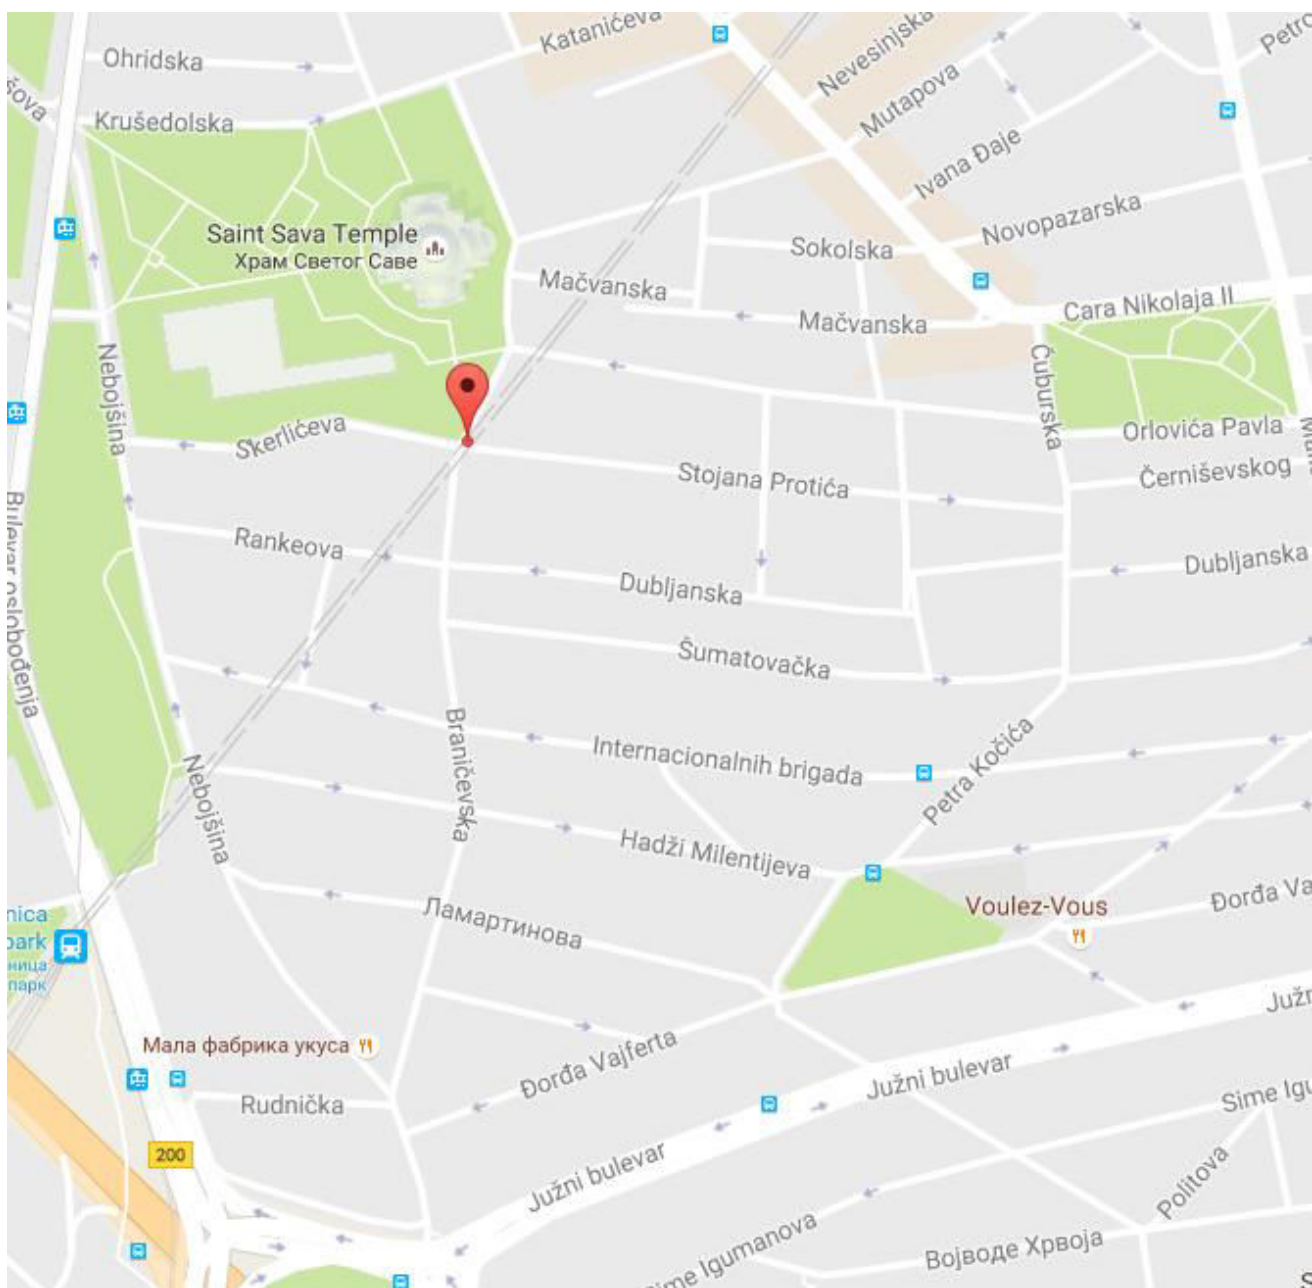 Katanićeva
Petro
Ohridska
Nevesinjska
Mutapova
šova
Krušedolska
Ivana Đaje
Novopazarska
Saint Sava Temple
Храм Светог Саве
Sokolska
Mačvanska
Cara Nikolaja II
Mačvanska
Nebojšina
Čuburska
Skerlićeva
Orlovića Pavla
Stojana Protića
Černiševskog
Bulevar oslobođenja
Rankeova
Dubljanska
Dubljanska
Šumatovačka
Braničevska
Internacionalnih brigada
Petra Kočića
Nebojšina
Hadži Milentijeva
Ламартинова
Voulez-Vous
Đorđa Va
nica
park
ница
парк
Južr
Мала фабрика укуса
Đorđa Vajferta
Južni bulevar
Rudnička
Sime Igu
200
Južni bulevar
Politova
Sime Igumanova
Војводе Хрвоја